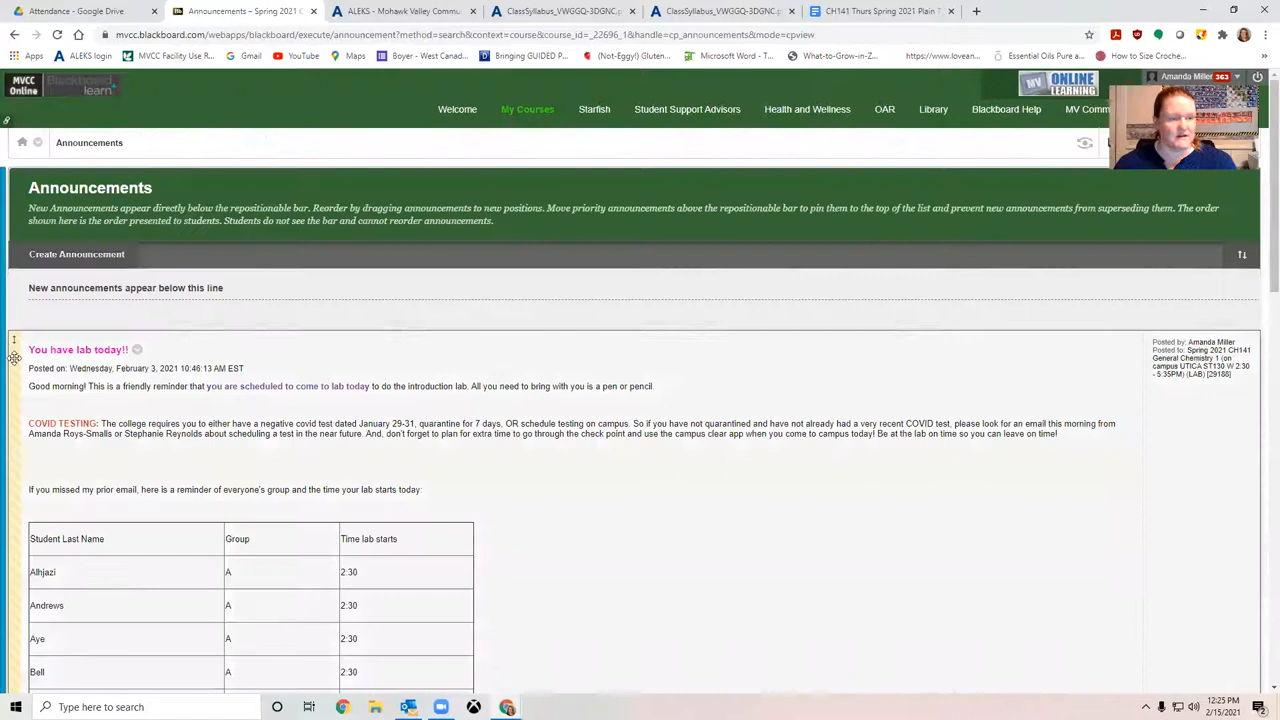 Attendance - Google Drive
Announcements – Spring 2021 C
ALEKS - Mohawk Valley Commu
ClassSyllabus_VWGGQ-3DGNC.p
ClassSyllabus_VWGGQ-3DGNC.p
CH141 Thurs Spring 2021 Plain T
mvcc.blackboard.com/webapps/blackboard/execute/announcement?method=search&context=course&course_id=_22696_1&handle=cp_announcements&mode=cpview
Apps
ALEKS login
MVCC Facility Use R...
Gmail
YouTube
Maps
Boyer - West Canad...
Bringing GUIDED P...
(Not-Eggy!) Gluten...
Microsoft Word - T...
What-to-Grow-in-Z...
https://www.lovean...
Essential Oils Pure a...
How to Size Croche...
MVCC
Online
Blackboard
learn
MV ONLINE
LEARNING
Amanda Miller 363
Welcome
My Courses
Starfish
Student Support Advisors
Health and Wellness
OAR
Library
Blackboard Help
MV Comm
Announcements
Announcements
New Announcements appear directly below the repositionable bar. Reorder by dragging announcements to new positions. Move priority announcements above the repositionable bar to pin them to the top of the list and prevent new announcements from superseding them. The order
shown here is the order presented to students. Students do not see the bar and cannot reorder announcements.
Create Announcement
New announcements appear below this line
You have lab today!!
Posted on: Wednesday, February 3, 2021 10:46:13 AM EST
Good morning! This is a friendly reminder that you are scheduled to come to lab today to do the introduction lab. All you need to bring with you is a pen or pencil.
COVID TESTING: The college requires you to either have a negative covid test dated January 29-31, quarantine for 7 days, OR schedule testing on campus. So if you have not quarantined and have not already had a very recent COVID test, please look for an email this morning from
Amanda Roys-Smalls or Stephanie Reynolds about scheduling a test in the near future. And, don't forget to plan for extra time to go through the check point and use the campus clear app when you come to campus today! Be at the lab on time so you can leave on time!
If you missed my prior email, here is a reminder of everyone's group and the time your lab starts today:
Student Last Name Group Time lab starts
Alhjazi A 2:30
Andrews A 2:30
Aye A 2:30
Bell A 2:30
Posted by: Amanda Miller
Posted to: Spring 2021 CH141
General Chemistry 1 (on
campus UTICA ST130 W 2:30
- 5:35PM) (LAB) [29188]
Type here to search
12:25 PM
2/15/2021
2